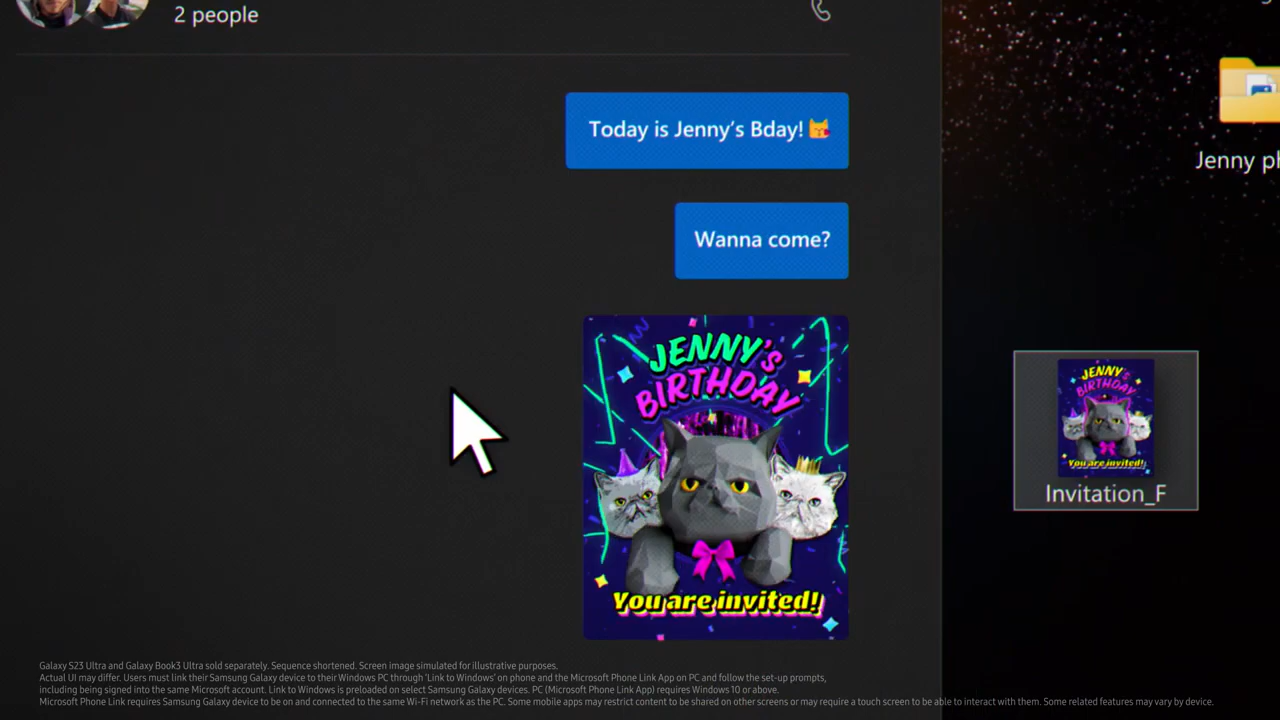 2 people
Today is Jenny's Bday!
Jenny
Wanna come?
JENNY'S
BIRTHDAY
You are invited!
JENNY'S
BIRTHDAY
You are invited!
Invitation_F
Galaxy S23 Ultra and Galaxy Book3 Ultra sold separately. Sequence shortened. Screen image simulated for illustrative purposes.
Actual UI may differ. Users must link their Samsung Galaxy device to their Windows PC through 'Link to Windows' on phone and the Microsoft Phone Link App on PC and follow the set-up prompts,
including being signed into the same Microsoft account. Link to Windows is preloaded on select Samsung Galaxy devices. PC (Microsoft Phone Link App) requires Windows 10 or above.
Microsoft Phone Link requires Samsung Galaxy device to be on and connected to the same Wi-Fi network as the PC. Some mobile apps may restrict content to be shared on other screens or may require a touch screen to be able to interact with them. Some related features may vary by device.